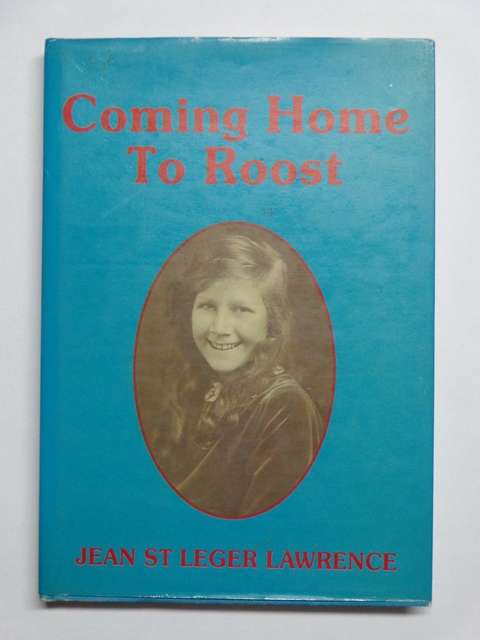 Coming Home
To Roost
JEAN ST LEGER LAWRENCE